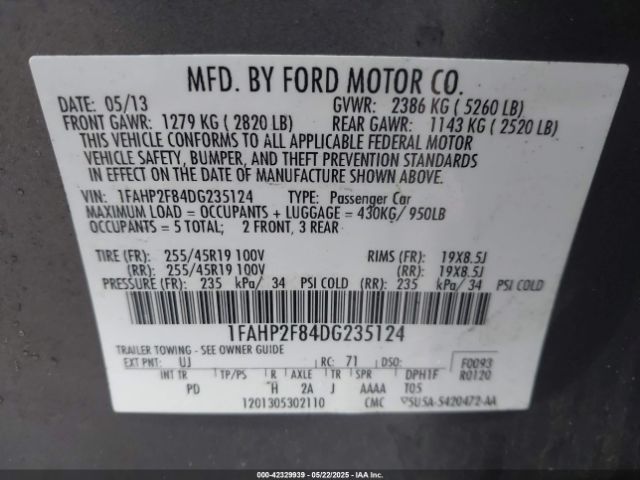 MFD. BY FORD MOTOR CO.
DATE: 05/13 GVWR: 2386 KG ( 5260 LB)
FRONT GAWR: 1279 KG ( 2820 LB) REAR GAWR: 1143 KG ( 2520 LB)
THIS VEHICLE CONFORMS TO ALL APPLICABLE FEDERAL MOTOR
VEHICLE SAFETY, BUMPER, AND THEFT PREVENTION STANDARDS
IN EFFECT ON THE DATE OF MANUFACTURE SHOWN ABOVE.
VIN: 1FAHP2F84DG235124 TYPE: Passenger Car
MAXIMUM LOAD = OCCUPANTS + LUGGAGE = 430KG/ 950LB
OCCUPANTS = 5 TOTAL; 2 FRONT, 3 REAR
TIRE (FR): 255/45R19 100V RIMS (FR): 19X8.5J
(RR): 255/45R19 100V (RR): 19X8.5J
PRESSURE (FR): 235 kPa/ 34 PSI COLD (RR): 235 kPa/ 34 PSI COLD
1FAHP2F84DG235124
TRAILER TOWING - SEE OWNER GUIDE
EXT PNT: UJ RC: 71 DSO: F0093
INT TR TP/PS R AXLE TR SPR DPH1F R0120
PD H 2A J AAAA T05
1201305302110 CMC 5U5A-5420472-AA
000-42329939 | 05/22/2025 - IAA Inc.